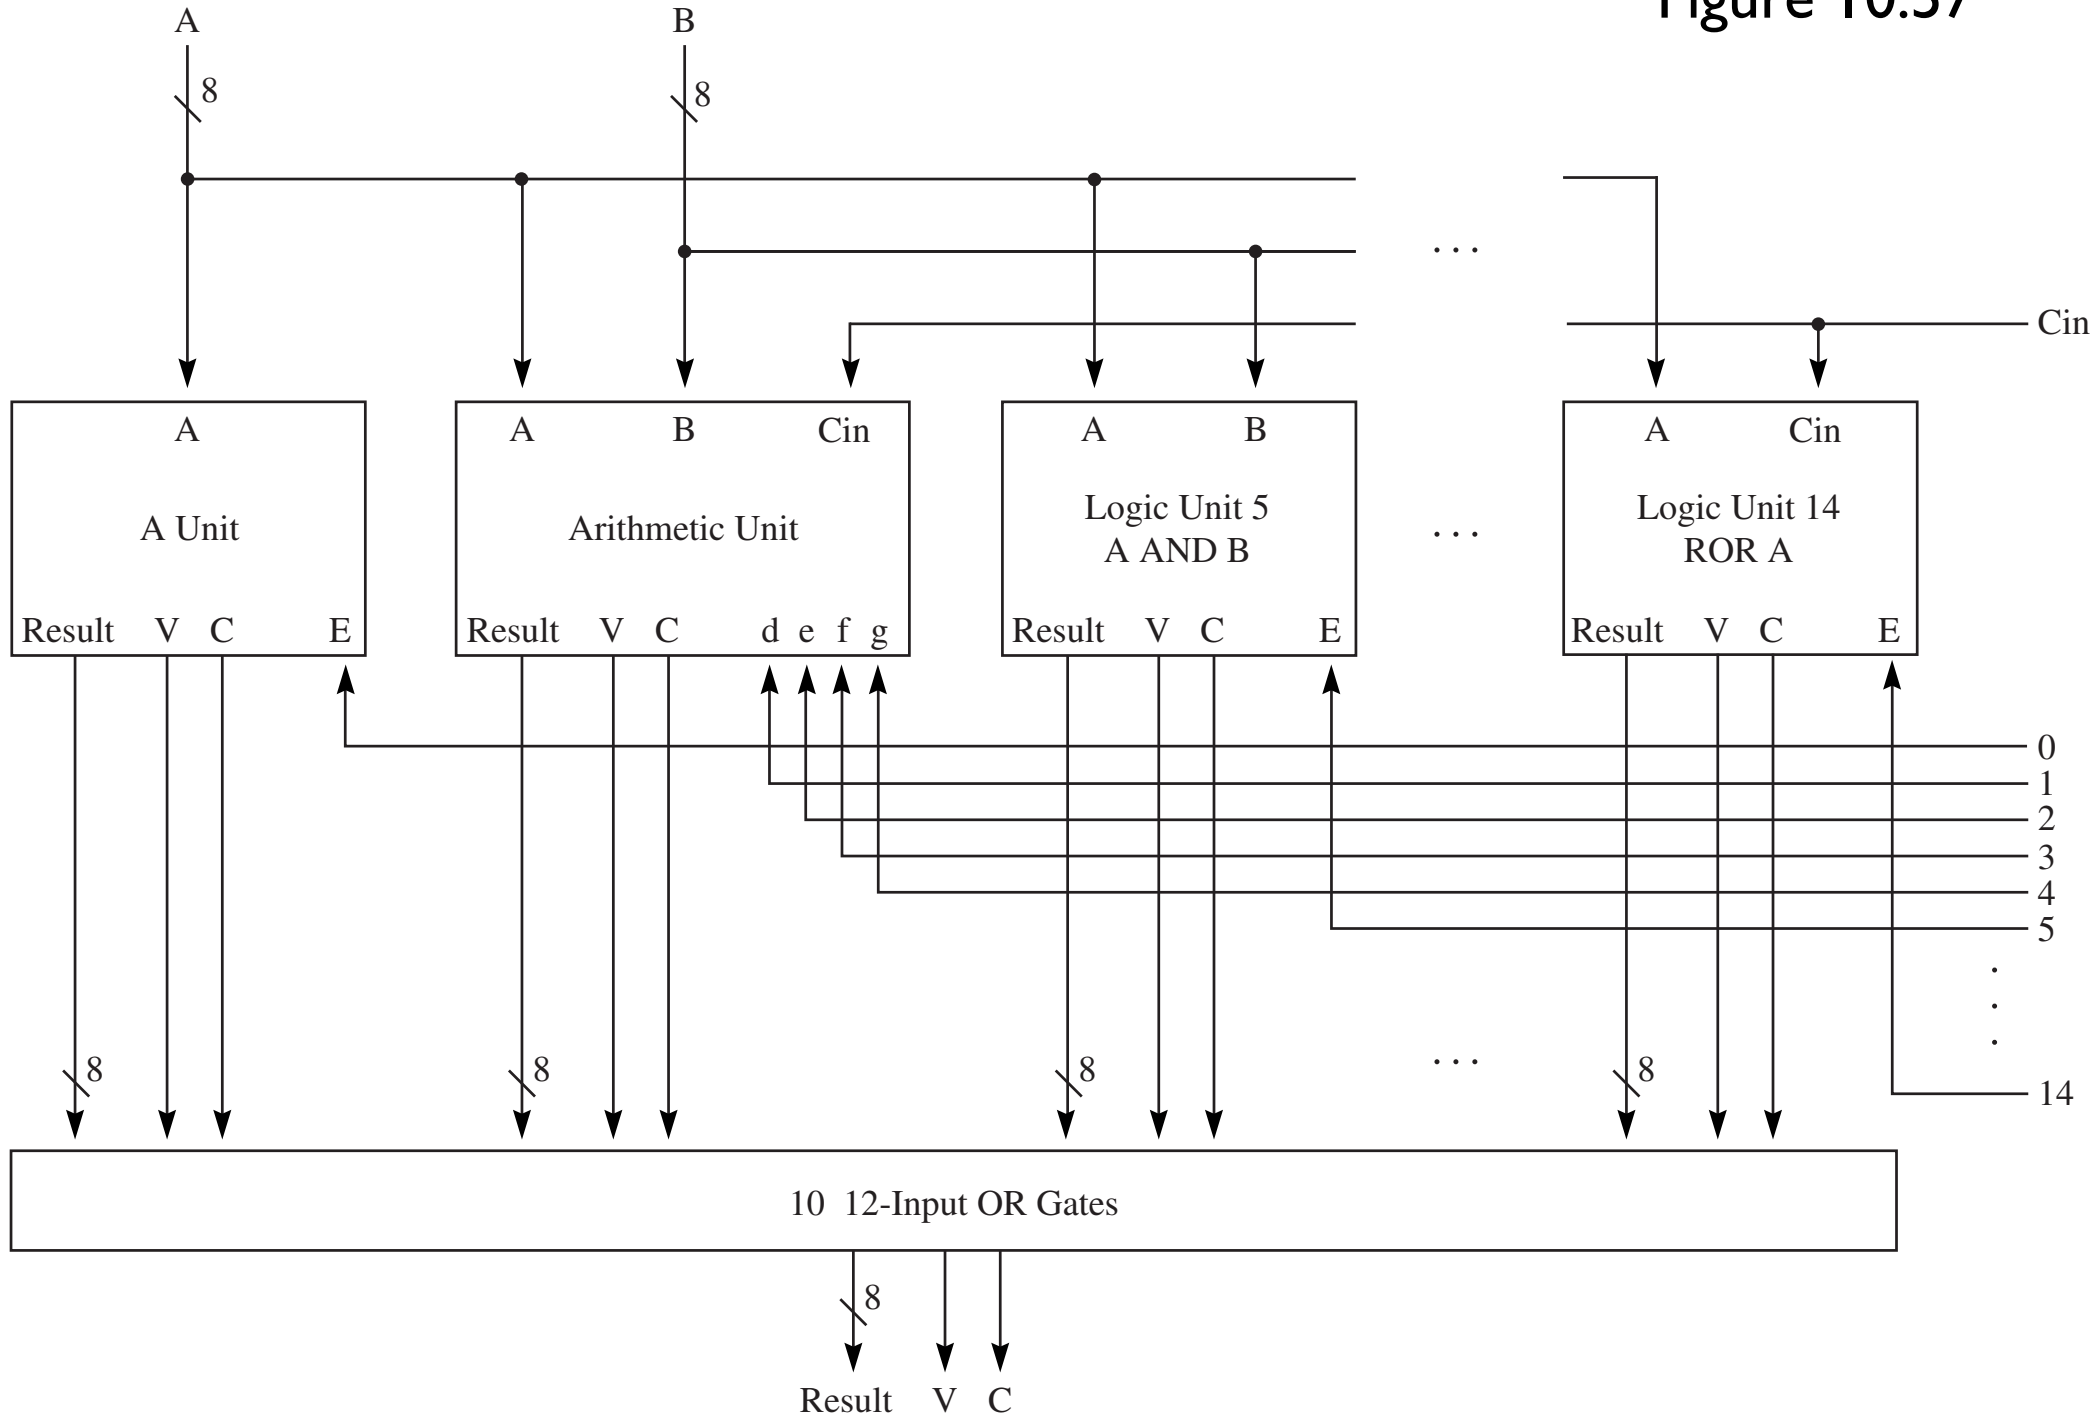 Figure 10.57
A B
8 8
Cin
A A B Cin A B A Cin
A Unit Arithmetic Unit Logic Unit 5 Logic Unit 14
A AND B ROR A
. . . . . .
Result V C E Result V C d e f g Result V C E Result V C E
0
1
2
3
4
5
.
.
.
8 8 8 . . . 8
14
10 12-Input OR Gates
8
Result V C